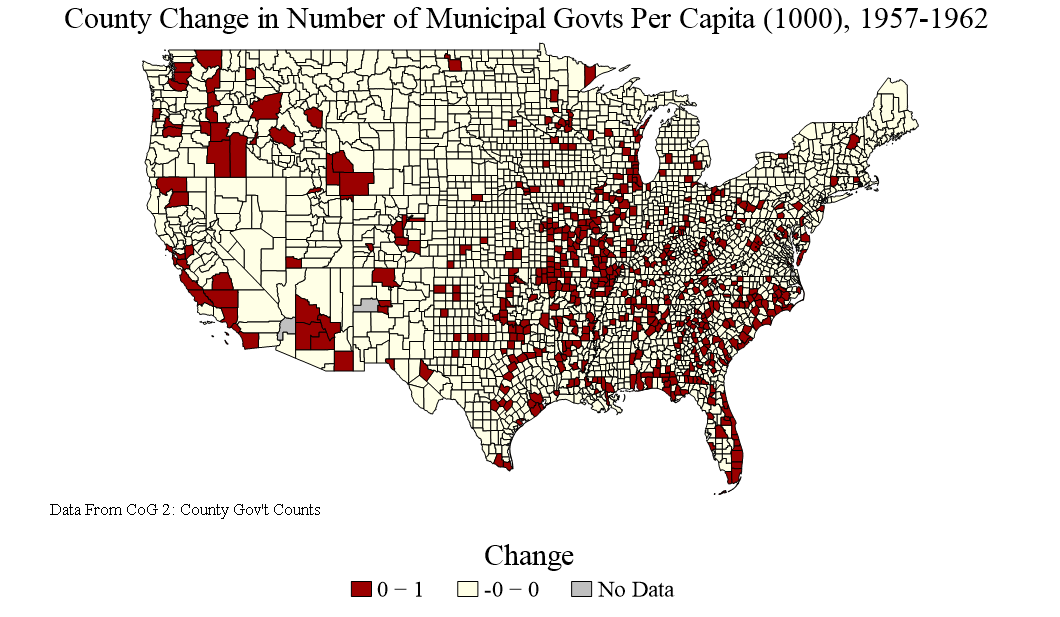 County Change in Number of Municipal Govts Per Capita (1000), 1957-1962
Data From CoG 2: County Gov't Counts
Change
0 − 1
-0 − 0
No Data